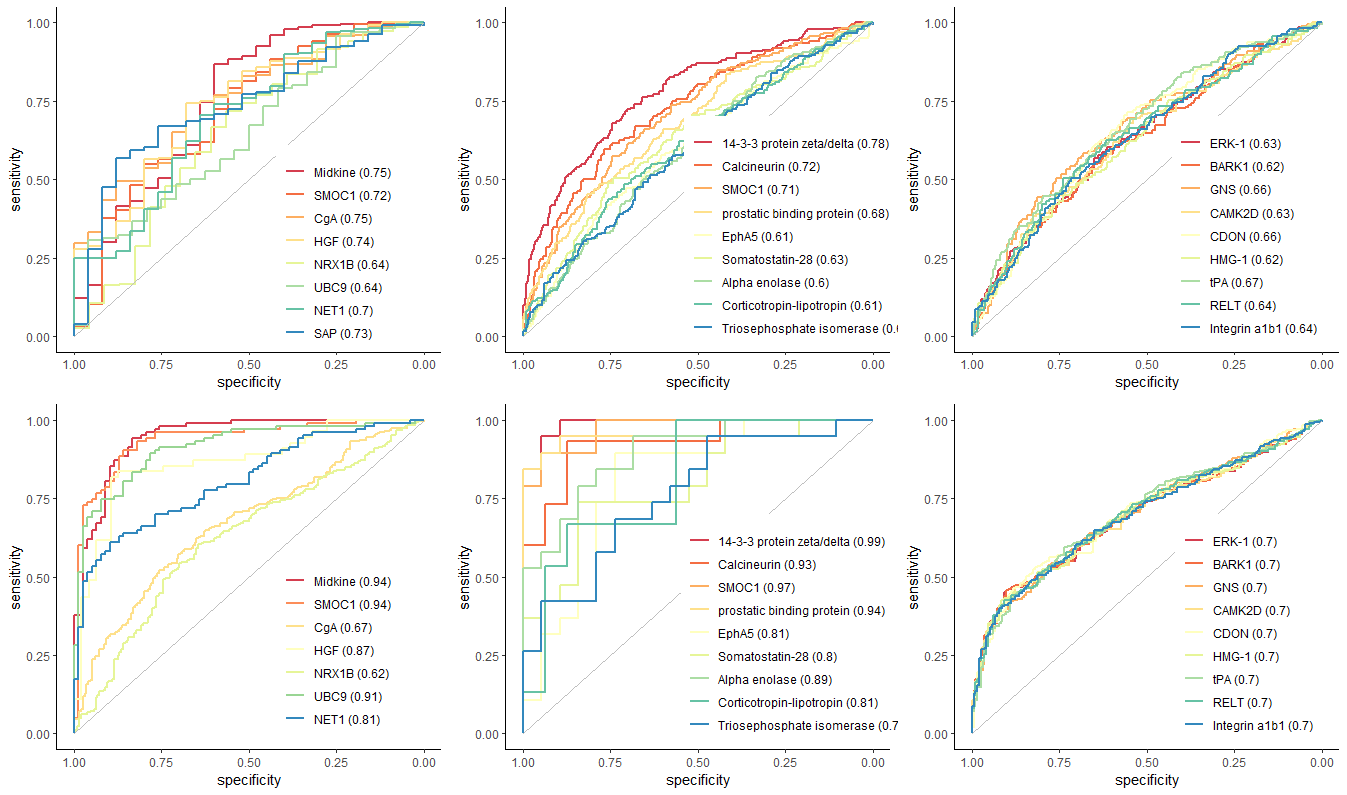 1.00
0.75
0.50
0.25
0.00
sensitivity
Midkine (0.75)
SMOC1 (0.72)
CgA (0.75)
HGF (0.74)
NRX1B (0.64)
UBC9 (0.64)
NET1 (0.7)
SAP (0.73)
1.00 0.75 0.50 0.25 0.00
specificity
1.00
0.75
0.50
0.25
0.00
sensitivity
14-3-3 protein zeta/delta (0.78)
Calcineurin (0.72)
SMOC1 (0.71)
prostatic binding protein (0.68)
EphA5 (0.61)
Somatostatin-28 (0.63)
Alpha enolase (0.6)
Corticotropin-lipotropin (0.61)
Triosephosphate isomerase (0.
1.00 0.75 0.50 0.25 0.00
specificity
1.00
0.75
0.50
0.25
0.00
sensitivity
ERK-1 (0.63)
BARK1 (0.62)
GNS (0.66)
CAMK2D (0.63)
CDON (0.66)
HMG-1 (0.62)
tPA (0.67)
RELT (0.64)
Integrin a1b1 (0.64)
1.00 0.75 0.50 0.25 0.00
specificity
1.00
0.75
0.50
0.25
0.00
sensitivity
Midkine (0.94)
SMOC1 (0.94)
CgA (0.67)
HGF (0.87)
NRX1B (0.62)
UBC9 (0.91)
NET1 (0.81)
1.00 0.75 0.50 0.25 0.00
specificity
1.00
0.75
0.50
0.25
0.00
sensitivity
14-3-3 protein zeta/delta (0.99)
Calcineurin (0.93)
SMOC1 (0.97)
prostatic binding protein (0.94)
EphA5 (0.81)
Somatostatin-28 (0.8)
Alpha enolase (0.89)
Corticotropin-lipotropin (0.81)
Triosephosphate isomerase (0.7
1.00 0.75 0.50 0.25 0.00
specificity
1.00
0.75
0.50
0.25
0.00
sensitivity
ERK-1 (0.7)
BARK1 (0.7)
GNS (0.7)
CAMK2D (0.7)
CDON (0.7)
HMG-1 (0.7)
tPA (0.7)
RELT (0.7)
Integrin a1b1 (0.7)
1.00 0.75 0.50 0.25 0.00
specificity